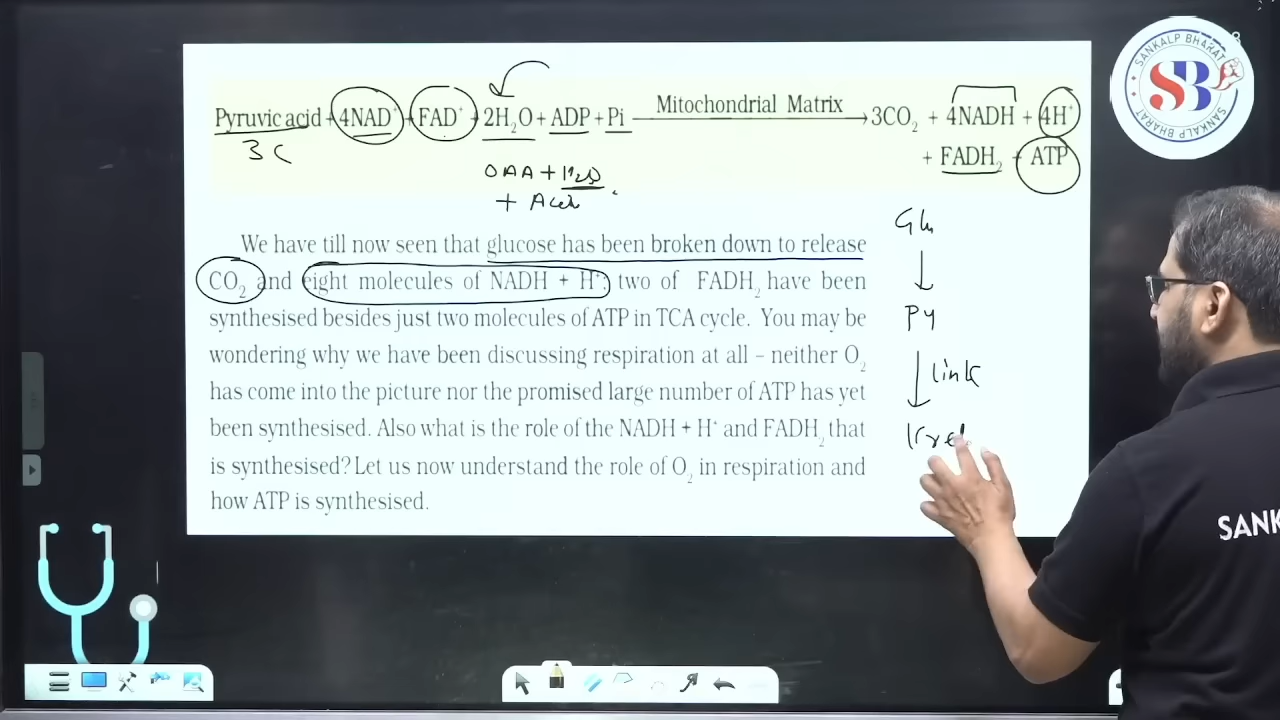 Pyruvic acid + 4NAD⁺ + FAD⁺ + 2H₂O + ADP + Pi Mitochondrial Matrix 3CO₂ + 4NADH + 4H⁺
+ FADH₂ + ATP
3C
OAA + H₂O
+ Acetyl
We have till now seen that glucose has been broken down to release
CO₂ and eight molecules of NADH + H⁺; two of FADH₂ have been
synthesised besides just two molecules of ATP in TCA cycle. You may be
wondering why we have been discussing respiration at all – neither O₂
has come into the picture nor the promised large number of ATP has yet
been synthesised. Also what is the role of the NADH + H⁺ and FADH₂ that
is synthesised? Let us now understand the role of O₂ in respiration and
how ATP is synthesised.
Glu
Py
link
SANKALP BHARAT
SB
SANKALP BHARAT
SANK